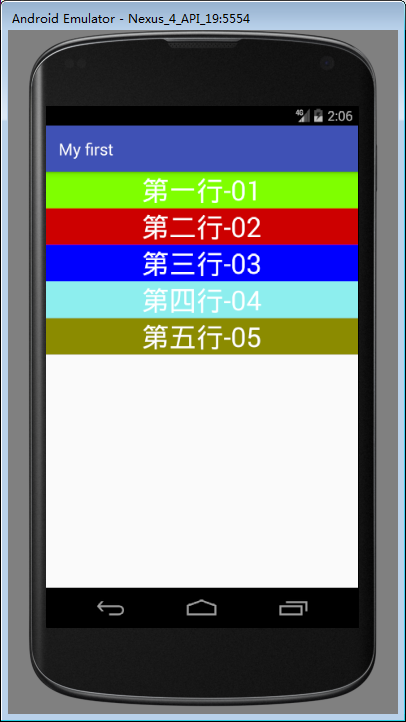 Android Emulator - Nexus_4_API_19:5554
4G 2:06
My first
第一行-01
第二行-02
第三行-03
第四行-04
第五行-05